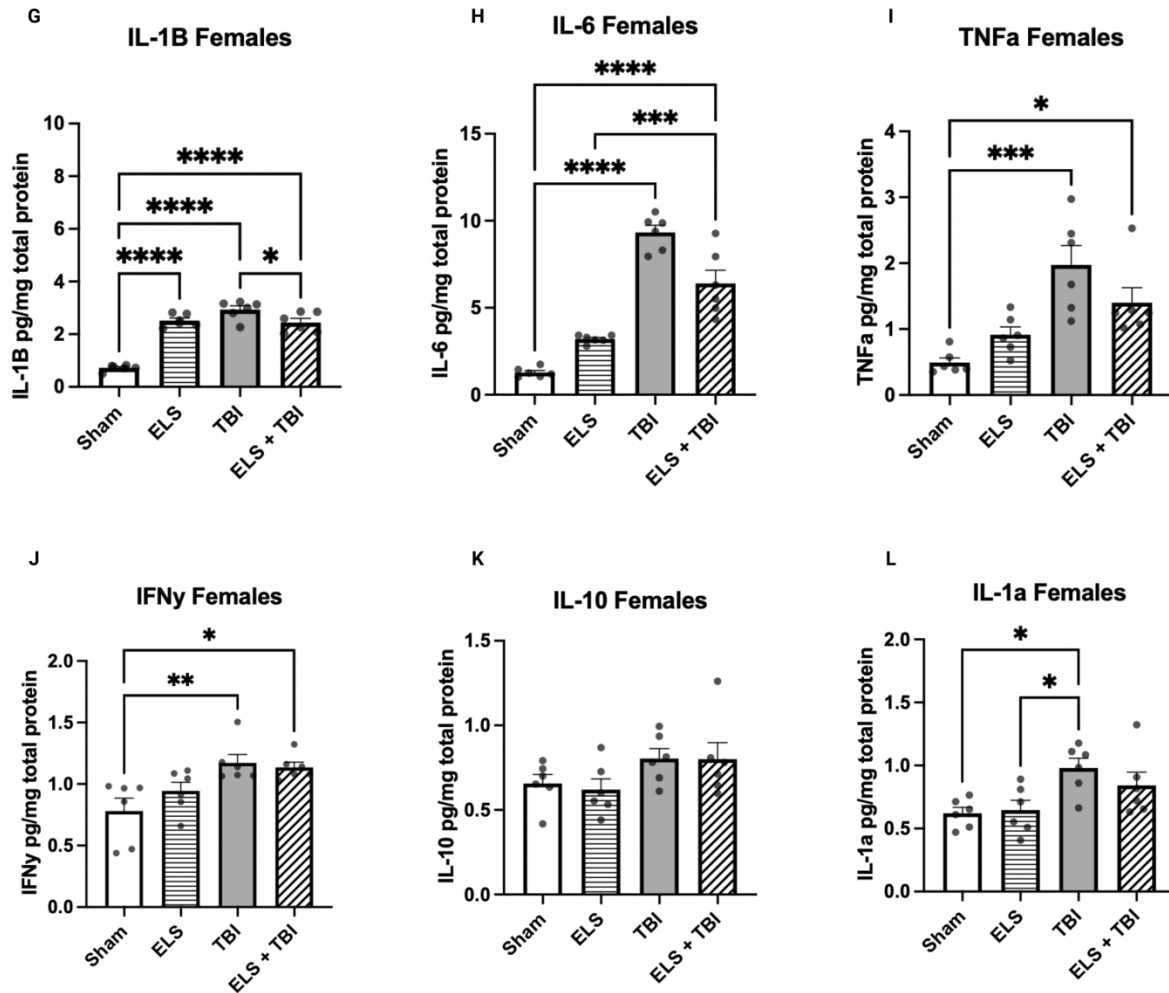 G
IL-1B Females
IL-1B pg/mg total protein
10
8
6
4
2
0
****
****
****
*
Sham
ELS
TBI
ELS + TBI
H
IL-6 Females
IL-6 pg/mg total protein
15
10
5
0
****
***
****
Sham
ELS
TBI
ELS + TBI
I
TNFa Females
TNFa pg/mg total protein
4
3
2
1
0
*
***
Sham
ELS
TBI
ELS + TBI
J
IFNy Females
IFNy pg/mg total protein
2.0
1.5
1.0
0.5
0.0
*
**
Sham
ELS
TBI
ELS + TBI
K
IL-10 Females
IL-10 pg/mg total protein
1.5
1.0
0.5
0.0
Sham
ELS
TBI
ELS + TBI
L
IL-1a Females
IL-1a pg/mg total protein
2.0
1.5
1.0
0.5
0.0
*
*
Sham
ELS
TBI
ELS + TBI